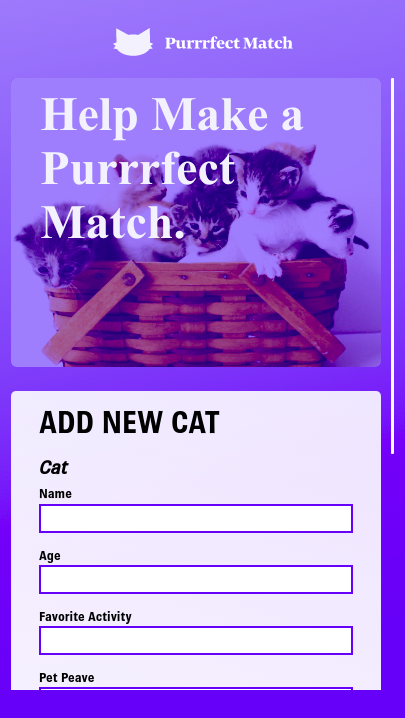 Purrrfect Match
Help Make a
Purrrfect
Match.
ADD NEW CAT
Cat
Name
Age
Favorite Activity
Pet Peave